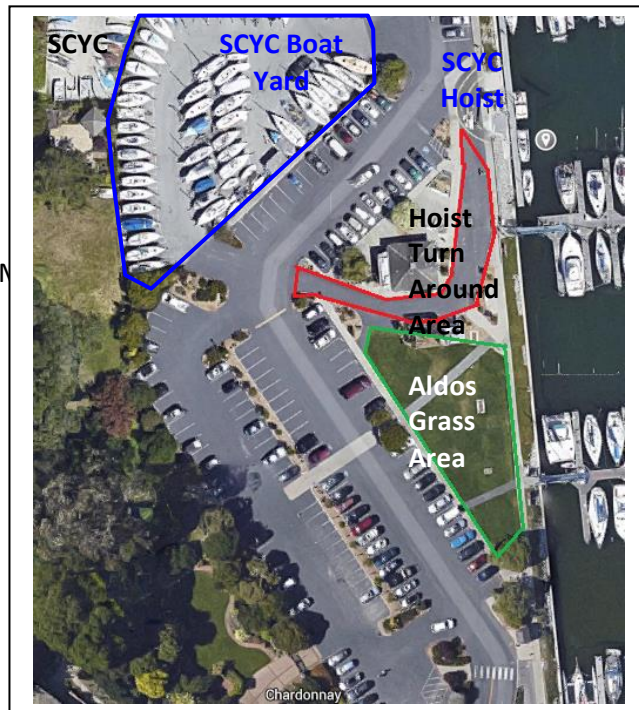 SCYC
SCYC Boat
Yard
SCYC
Hoist
Hoist
Turn
Around
Area
Aldos
Grass
Area
Chardonnay